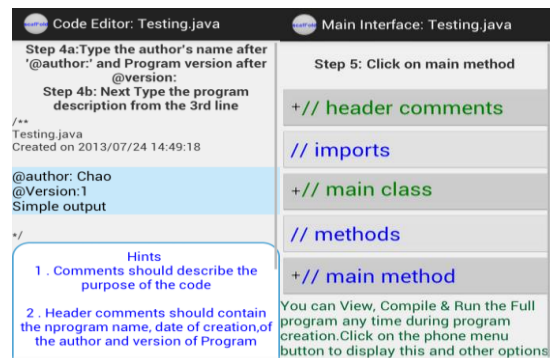 Code Editor: Testing.java
Step 4a:Type the author's name after
'@author:' and Program version after
@version:
Step 4b: Next Type the program
description from the 3rd line
/**
Testing.java
Created on 2013/07/24 14:49:18
@author: Chao
@Version:1
Simple output
*/
Hints
1 . Comments should describe the
purpose of the code
2 . Header comments should contain
the nprogram name, date of creation,of
the author and version of Program
Main Interface: Testing.java
Step 5: Click on main method
+// header comments
// imports
+// main class
// methods
+// main method
You can View, Compile & Run the Full
program any time during program
creation.Click on the phone menu
button to display this and other options